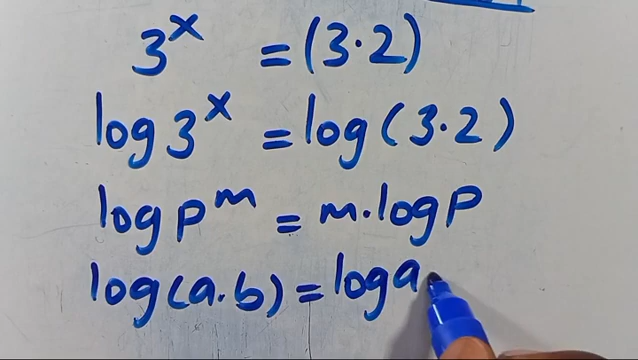 3^x = (3·2)
log 3^x = log(3·2)
log p^m = m·log p
log(a·b) = log a